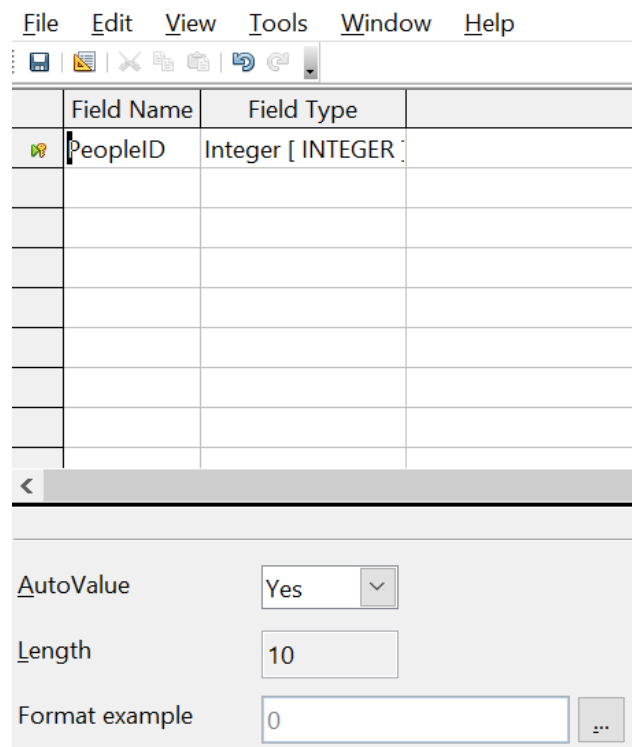 File Edit View Tools Window Help
Field Name Field Type
PeopleID Integer [ INTEGER ]
AutoValue Yes
Length 10
Format example 0 ...